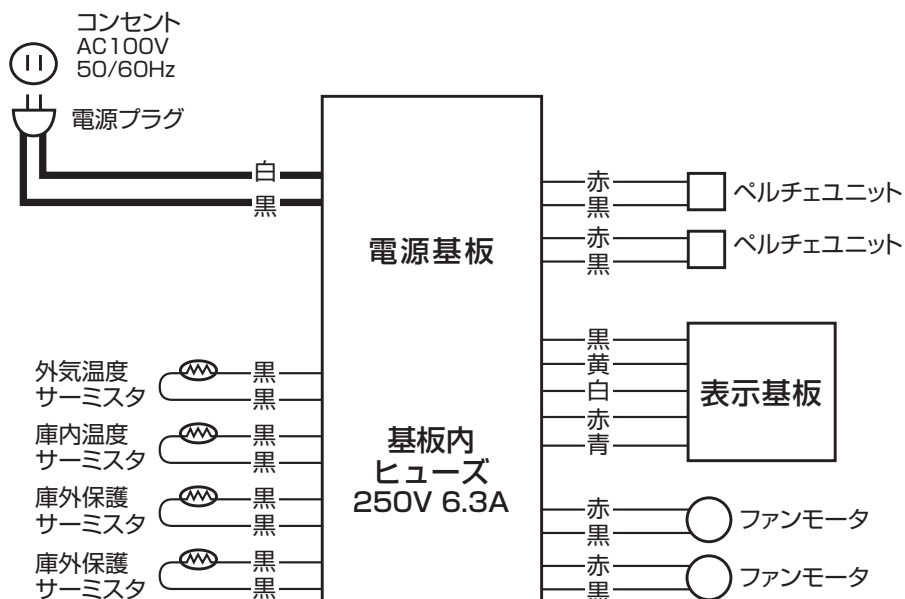 コンセント
AC100V
50/60Hz
電源プラグ
白
黒
電源基板
赤
黒
ペルチェユニット
赤
黒
ペルチェユニット
外気温度
サーミスタ
黒
黒
庫内温度
サーミスタ
黒
黒
庫外保護
サーミスタ
黒
黒
庫外保護
サーミスタ
黒
黒
基板内
ヒューズ
250V 6.3A
黒
黄
白
赤
青
表示基板
赤
黒
ファンモータ
赤
黒
ファンモータ